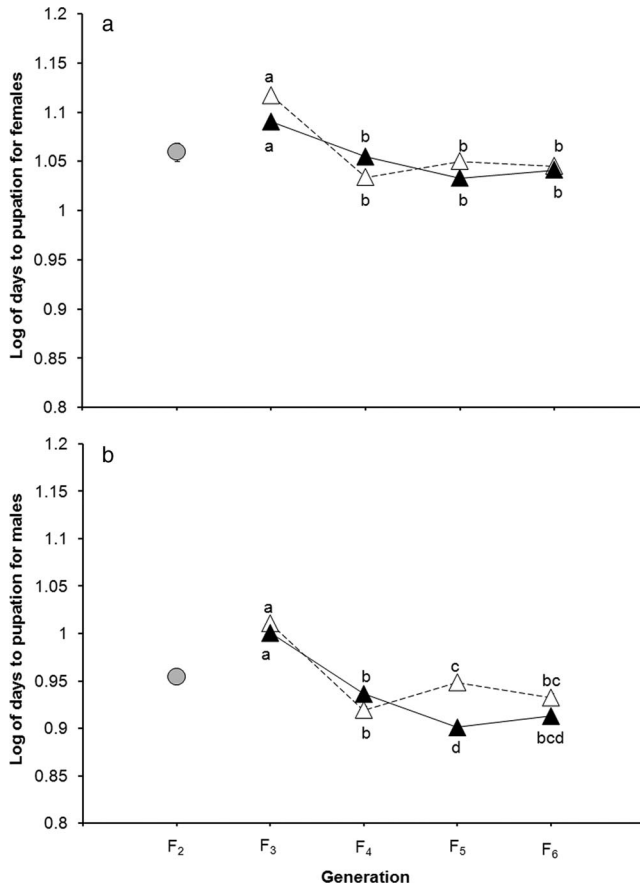 a
Log of days to pupation for females
1.2
1.15
1.1
1.05
1
0.95
0.9
0.85
0.8
a
a
b
b
b
b
b
b
b
Log of days to pupation for males
1.2
1.15
1.1
1.05
1
0.95
0.9
0.85
0.8
a
a
b
b
c
d
bc
bcd
F₂ F₃ F₄ F₅ F₆
Generation